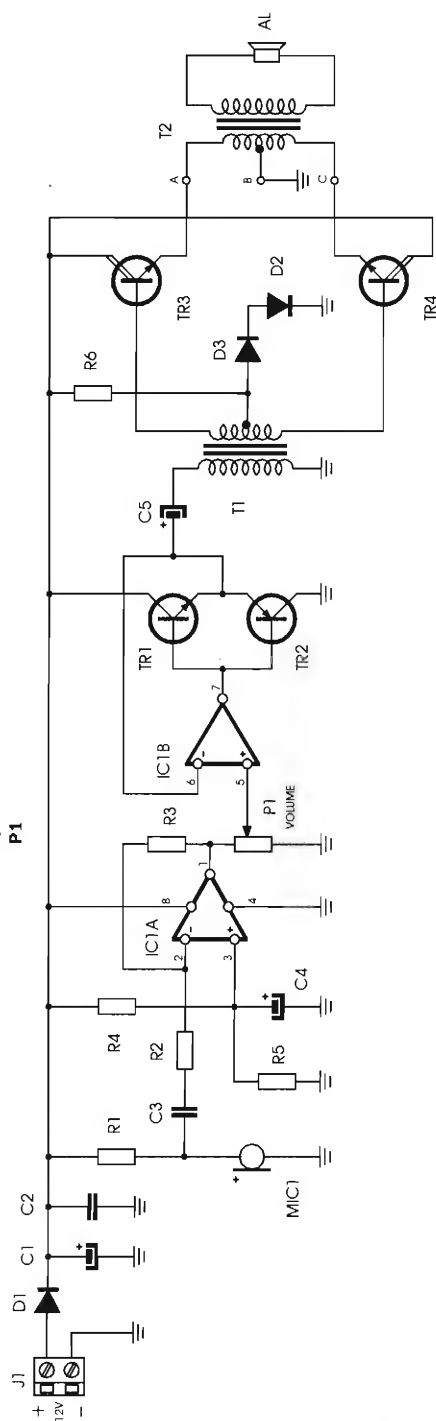 P1
J1
+
12V
−
D1
C1
+
C2
R1
C3
MIC1
+
R2
R4
R5
C4
+
IC1A
2
3
8
4
1
-
+
R3
P1
VOLUME
IC1B
6
5
7
-
+
TR1
TR2
C5
+
T1
R6
D3
D2
TR3
TR4
A
B
C
T2
AL